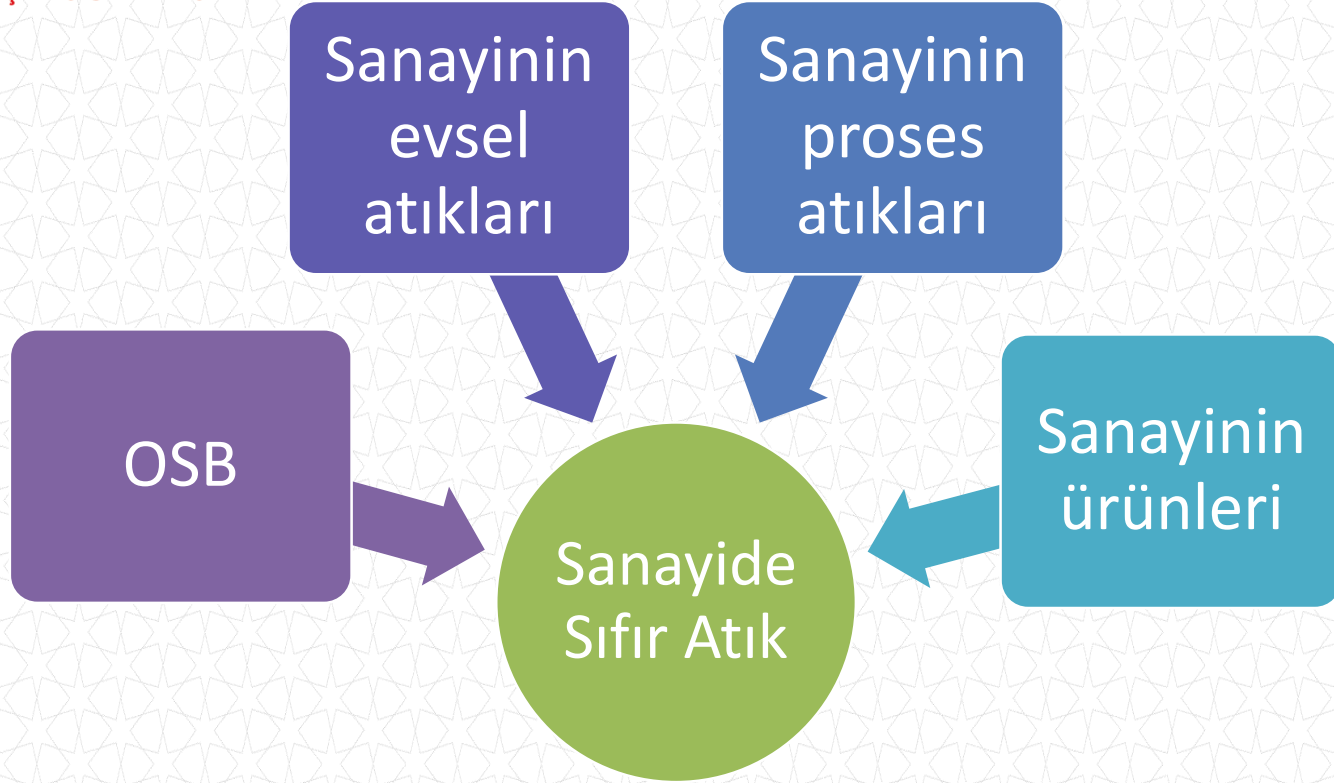 Sanayinin
evsel
atıkları
Sanayinin
proses
atıkları
OSB
Sanayinin
ürünleri
Sanayide
Sıfır Atık